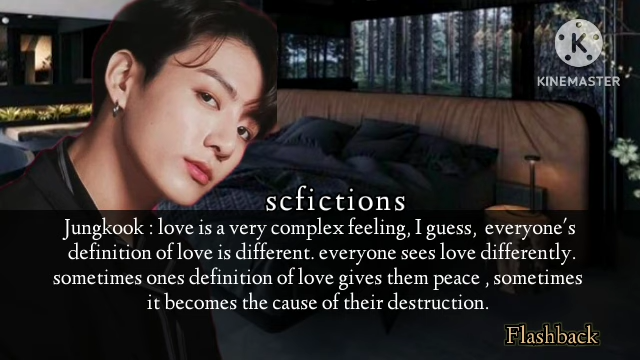 KINEMASTER
scfictions
Jungkook : love is a very complex feeling, I guess, everyone's
definition of love is different. everyone sees love differently.
sometimes ones definition of love gives them peace , sometimes
it becomes the cause of their destruction.
Flashback